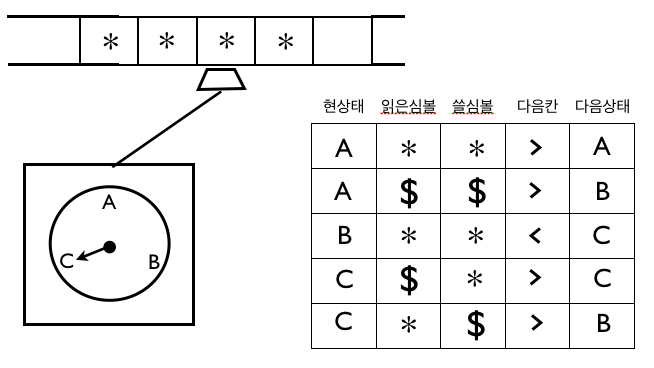 * * * *
현상태 읽은심볼 쓸심볼 다음칸 다음상태
A * * > A
A $ $ > B
B * * < C
C $ * > C
C * $ > B
A
C B